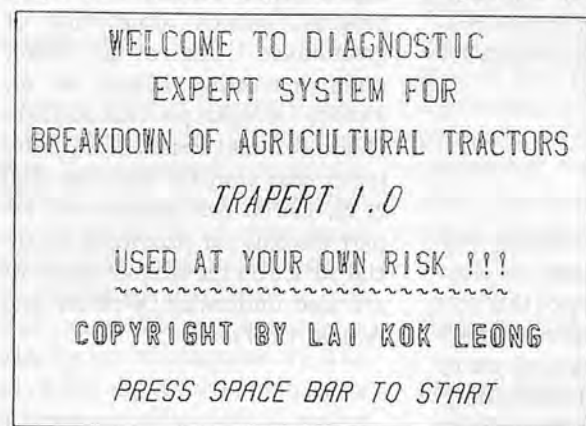 WELCOME TO DIAGNOSTIC
EXPERT SYSTEM FOR
BREAKDOWN OF AGRICULTURAL TRACTORS
TRAPERT 1.0
USED AT YOUR OWN RISK !!!
COPYRIGHT BY LAI KOK LEONG
PRESS SPACE BAR TO START